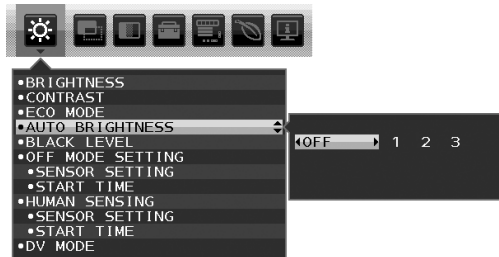 •BRIGHTNESS
•CONTRAST
•ECO MODE
•AUTO BRIGHTNESS
OFF 1 2 3
•BLACK LEVEL
•OFF MODE SETTING
•SENSOR SETTING
•START TIME
•HUMAN SENSING
•SENSOR SETTING
•START TIME
•DV MODE